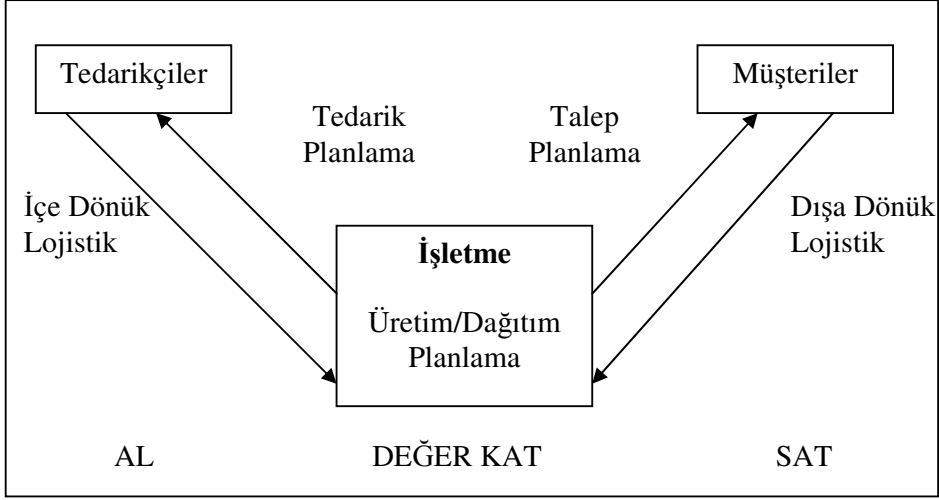 Tedarikçiler
Müşteriler
Tedarik
Planlama
Talep
Planlama
İçe Dönük
Lojistik
Dışa Dönük
Lojistik
İşletme
Üretim/Dağıtım
Planlama
AL
DEĞER KAT
SAT